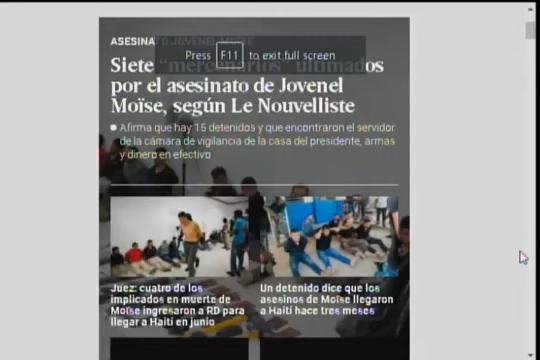 ASESINATO JOVENEL MOÏSE
Press F11 to exit full screen
Siete "mercenarios" ultimados
por el asesinato de Jovenel
Moïse, según Le Nouvelliste
Afirma que hay 15 detenidos y que encontraron el servidor
de la cámara de vigilancia de la casa del presidente, armas
y dinero en efectivo
Juez: cuatro de los
implicados en muerte de
Moïse ingresaron a RD para
llegar a Haití en junio
Un detenido dice que los
asesinos de Moïse llegaron
a Haití hace tres meses